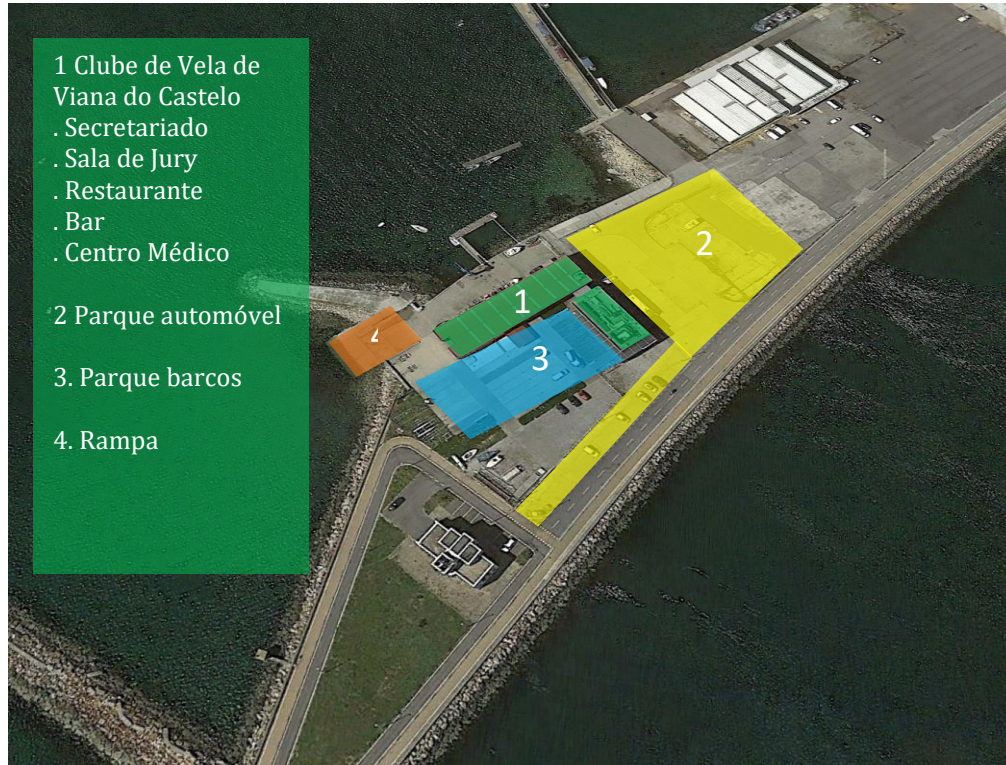 1 Clube de Vela de
Viana do Castelo
. Secretariado
. Sala de Jury
. Restaurante
. Bar
. Centro Médico
2 Parque automóvel
3. Parque barcos
4. Rampa
2
1
3
4